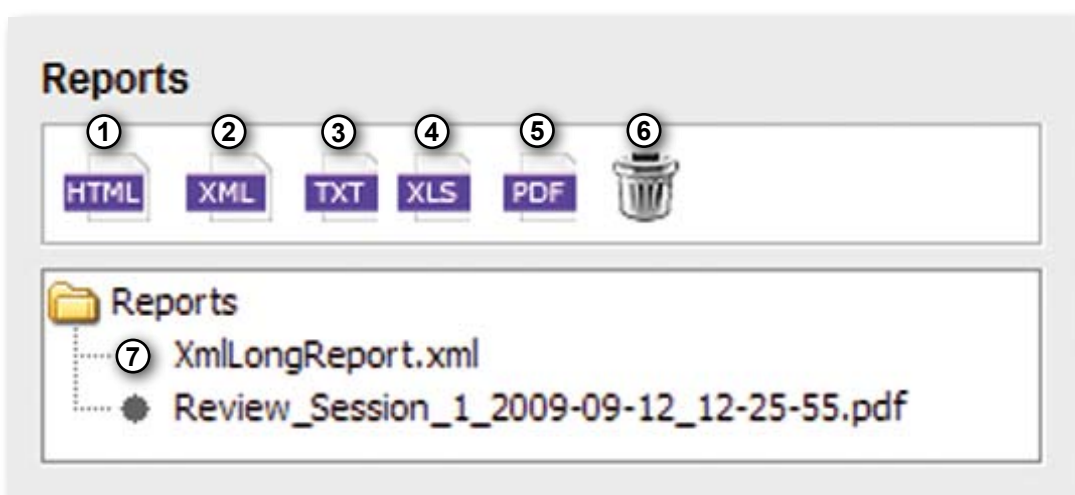 Reports
1 2 3 4 5 6
HTML XML TXT XLS PDF
Reports
7 XmlLongReport.xml
Review_Session_1_2009-09-12_12-25-55.pdf